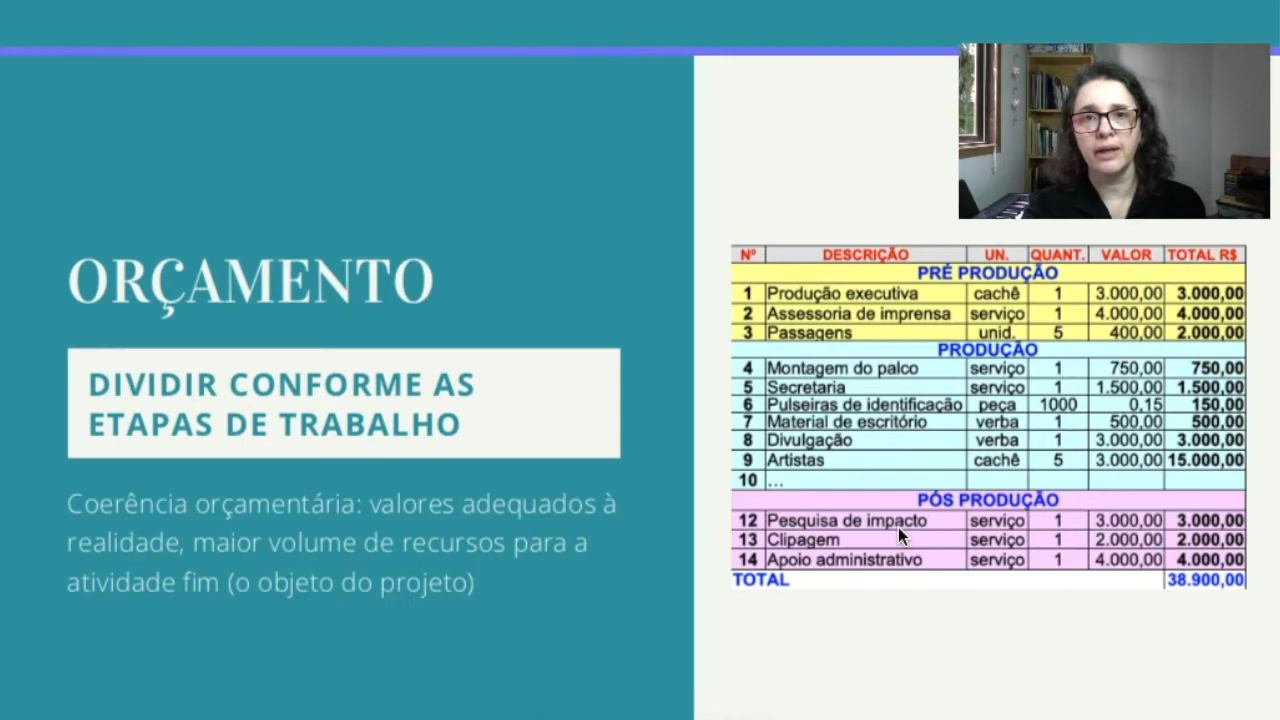 ORÇAMENTO
DIVIDIR CONFORME AS
ETAPAS DE TRABALHO
Coerência orçamentária: valores adequados à
realidade, maior volume de recursos para a
atividade fim (o objeto do projeto)
Nº DESCRIÇÃO UN. QUANT. VALOR TOTAL R$
PRÉ PRODUÇÃO
1 Produção executiva cachê 1 3.000,00 3.000,00
2 Assessoria de imprensa serviço 1 4.000,00 4.000,00
3 Passagens unid. 5 400,00 2.000,00
PRODUÇÃO
4 Montagem do palco serviço 1 750,00 750,00
5 Secretaria serviço 1 1.500,00 1.500,00
6 Pulseiras de identificação peça 1000 0,15 150,00
7 Material de escritório verba 1 500,00 500,00
8 Divulgação verba 1 3.000,00 3.000,00
9 Artistas cachê 5 3.000,00 15.000,00
10 ...
PÓS PRODUÇÃO
12 Pesquisa de impacto serviço 1 3.000,00 3.000,00
13 Clipagem serviço 1 2.000,00 2.000,00
14 Apoio administrativo serviço 1 4.000,00 4.000,00
TOTAL 38.900,00